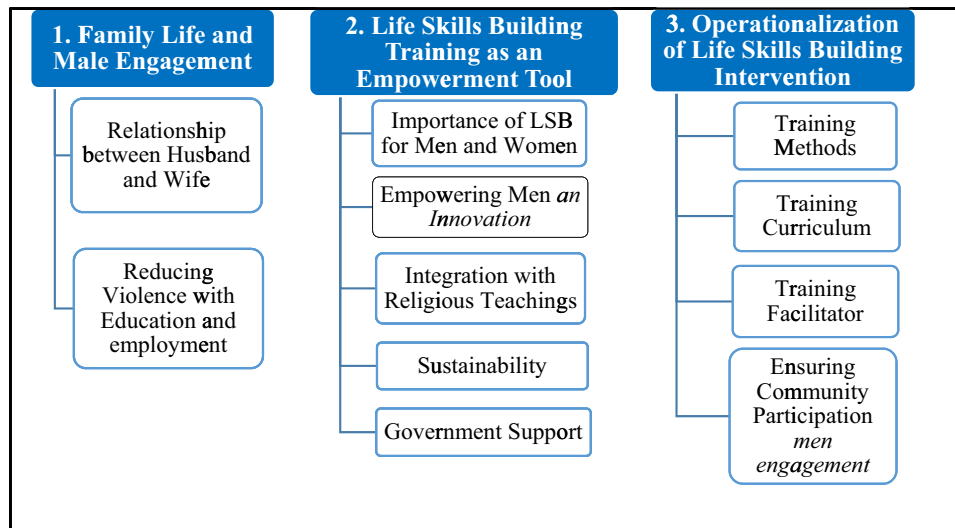 1. Family Life and
Male Engagement
Relationship
between Husband
and Wife
Reducing
Violence with
Education and
employment
2. Life Skills Building
Training as an
Empowerment Tool
Importance of LSB
for Men and Women
Empowering Men an
Innovation
Integration with
Religious Teachings
Sustainability
Government Support
3. Operationalization
of Life Skills Building
Intervention
Training
Methods
Training
Curriculum
Training
Facilitator
Ensuring
Community
Participation
men
engagement